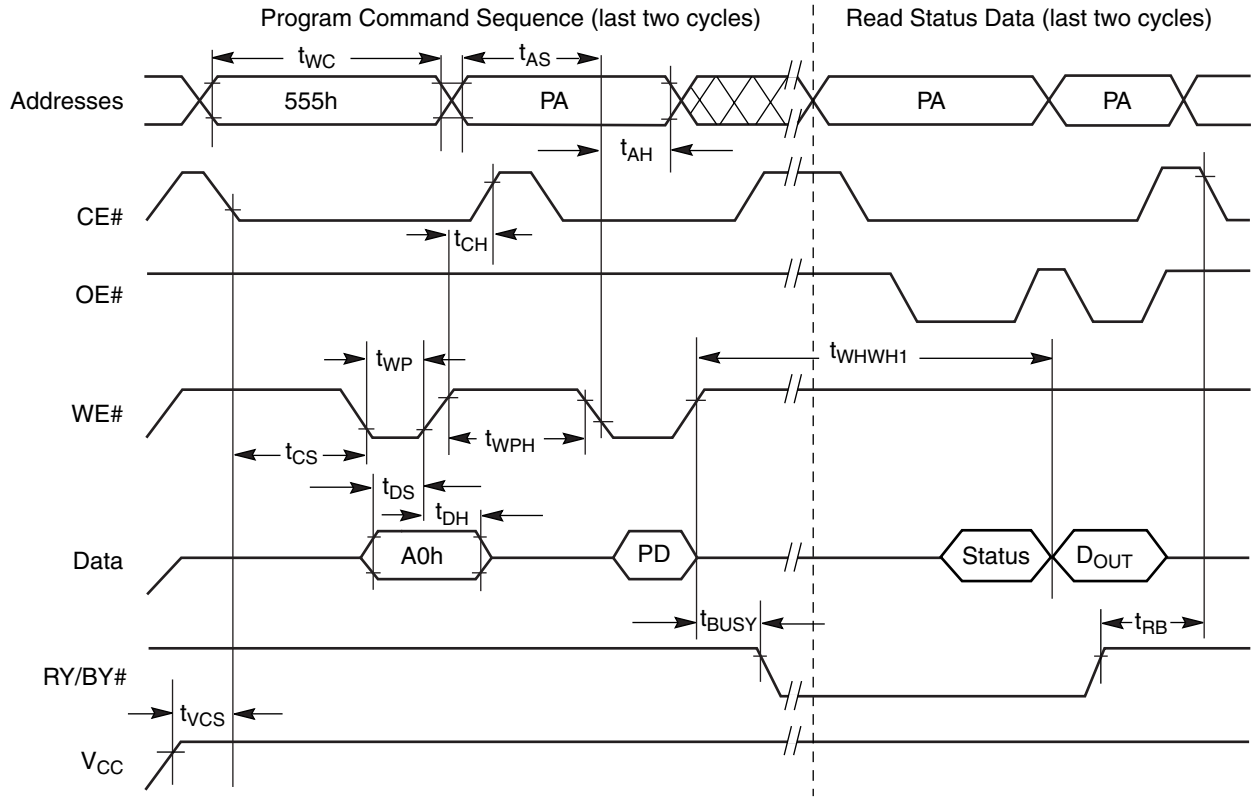 Program Command Sequence (last two cycles)
Read Status Data (last two cycles)
tWC
tAS
Addresses
555h
PA
PA
PA
tAH
CE#
tCH
OE#
tWP
tWHWH1
WE#
tCS
tWPH
tDS
tDH
Data
A0h
PD
Status
DOUT
tBUSY
tRB
RY/BY#
tVCS
VCC